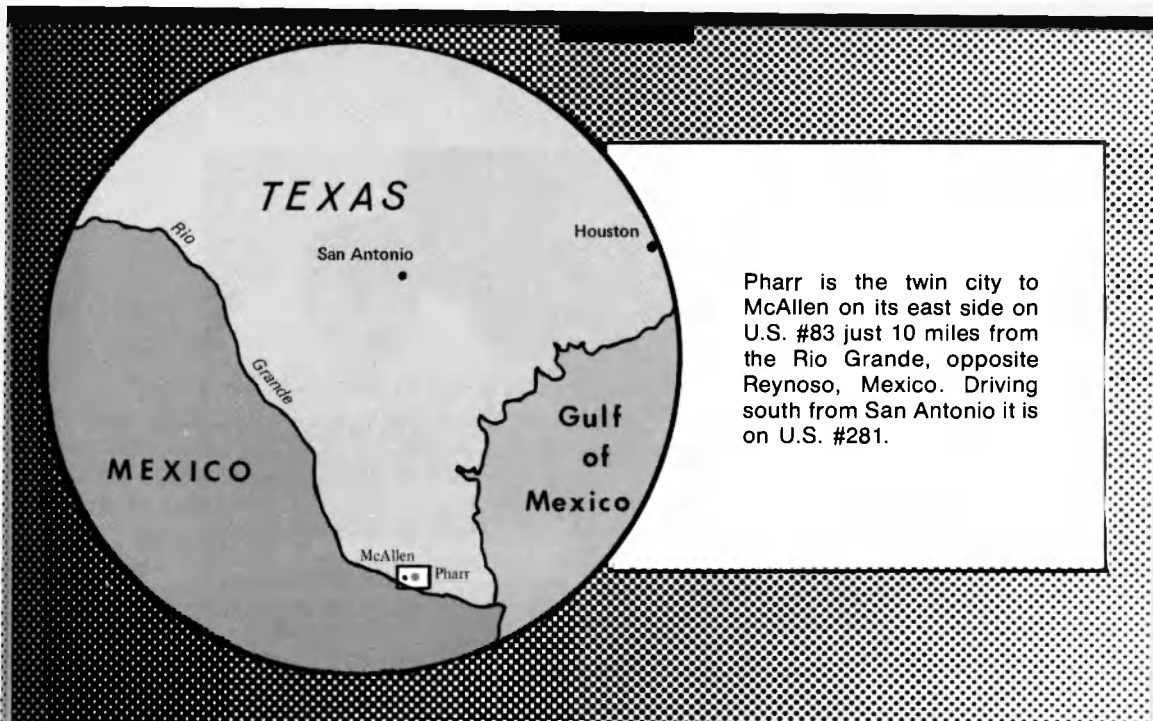 TEXAS
Rio
Houston
San Antonio
Grande
Gulf
of
Mexico
MEXICO
McAllen
Pharr
Pharr is the twin city to
McAllen on its east side on
U.S. #83 just 10 miles from
the Rio Grande, opposite
Reynoso, Mexico. Driving
south from San Antonio it is
on U.S. #281.